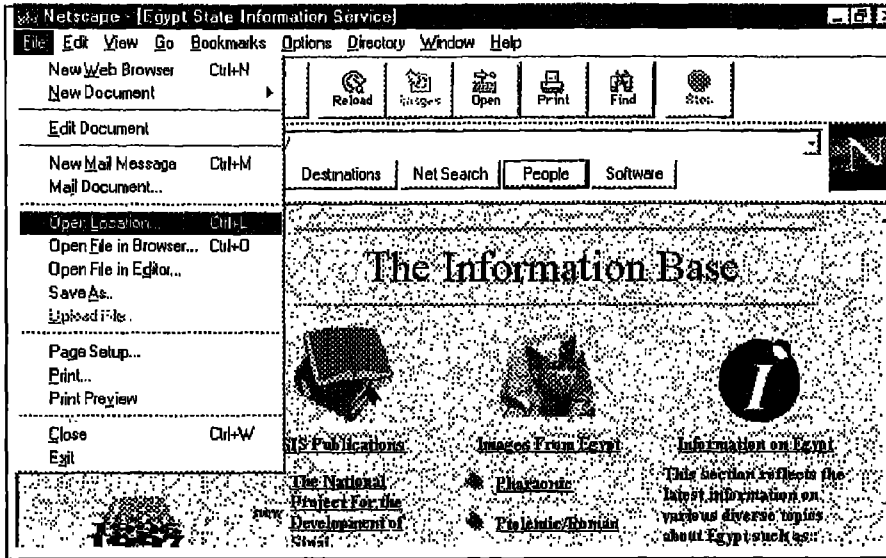 Netscape - [Egypt State Information Service]
File Edit View Go Bookmarks Options Directory Window Help
New Web Browser Ctrl+N
New Document
Edit Document
New Mail Message Ctrl+M
Mail Document...
Open Location... Ctrl+L
Open File in Browser... Ctrl+O
Open File in Editor...
Save As..
Upload File..
Page Setup...
Print...
Print Preview
Close Ctrl+W
Exit
Reload Images Open Print Find Stop
Destinations Net Search People Software
N
The Information Base
SIS Publications
The National
Project For the
Development of
Sinai
new
Images From Egypt
Pharaonic
Ptolemic/Roman
i
Information on Egypt
This section reflects the
latest information on
various diverse topics
about Egypt such as: